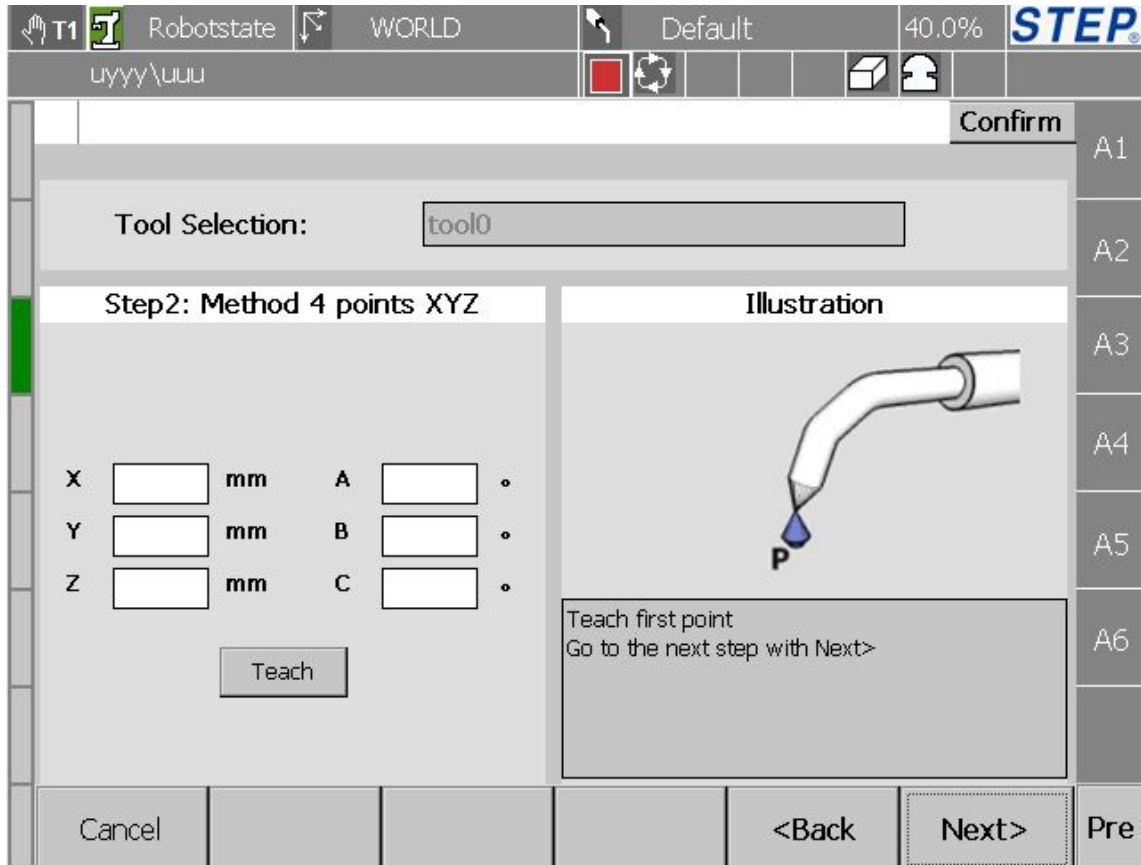 T1 Robotstate WORLD Default 40.0% STEP®
uyyy\uuu
Confirm
A1
Tool Selection: tool0
A2
Step2: Method 4 points XYZ
Illustration
A3
A4
X mm A °
Y mm B °
Z mm C °
P
A5
Teach first point
Go to the next step with Next>
A6
Teach
Cancel <Back Next> Pre